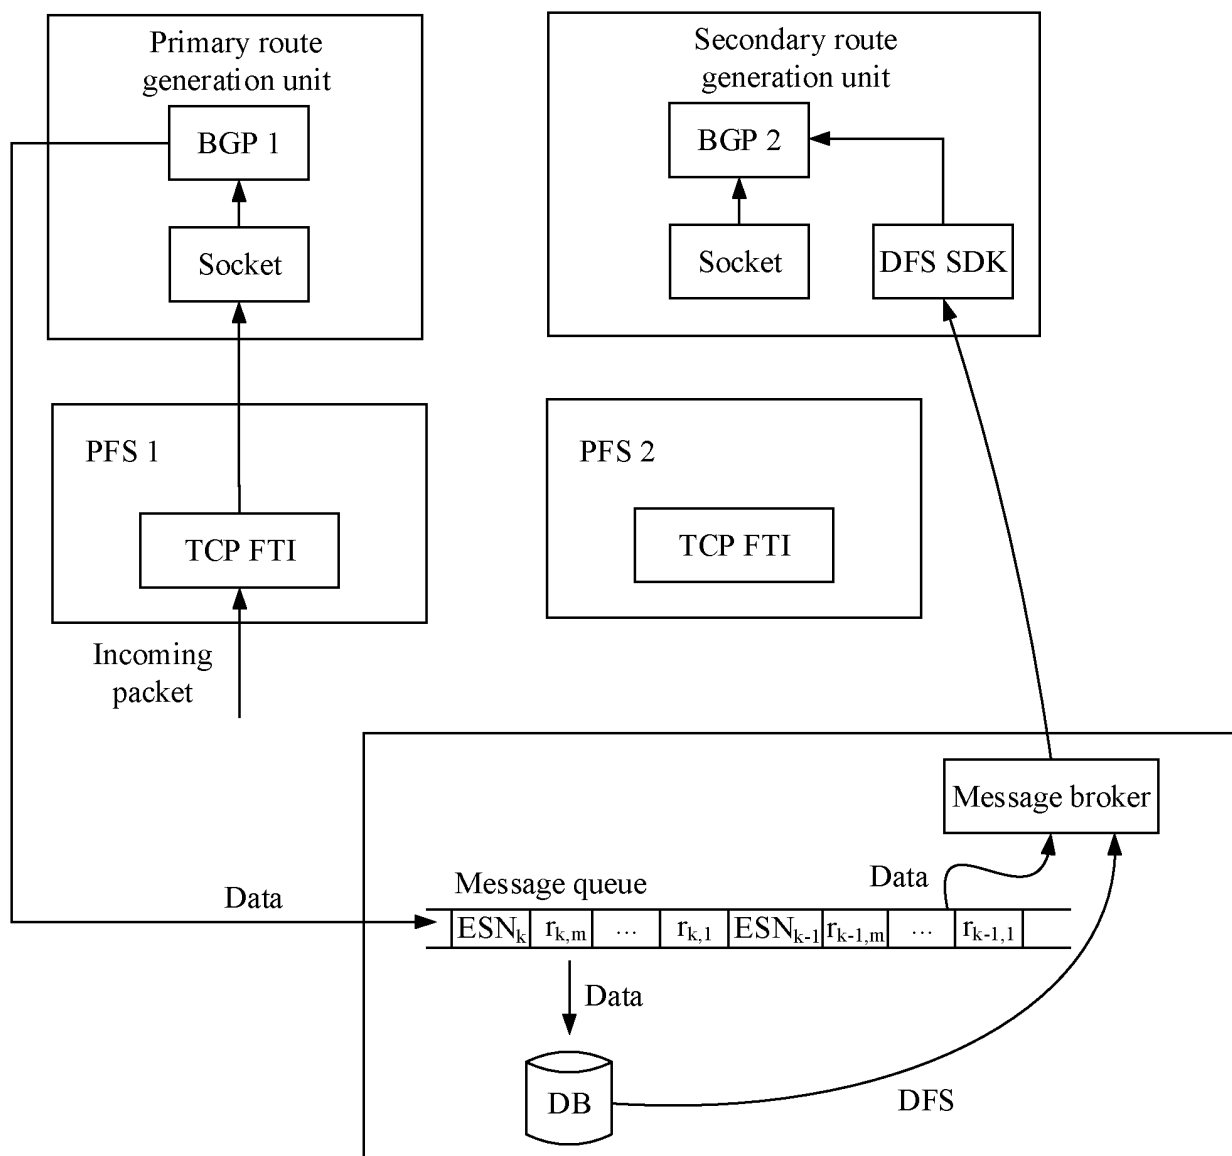 Primary route
generation unit
BGP 1
Socket
Secondary route
generation unit
BGP 2
Socket
DFS SDK
PFS 1
TCP FTI
PFS 2
TCP FTI
Incoming
packet
Message broker
Data
Data
Message queue
ESNk rk,m ... rk,1 ESNk-1 rk-1,m ... rk-1,1
Data
DB
DFS